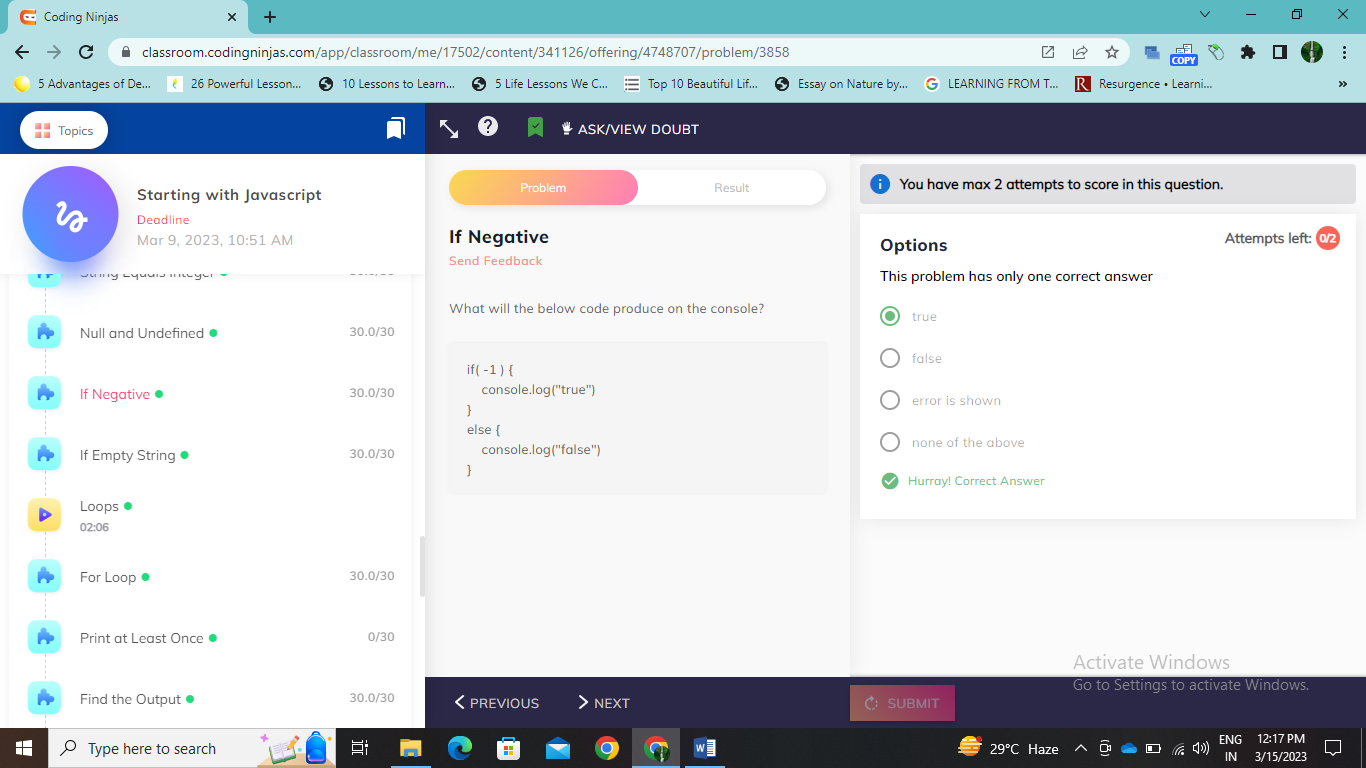 Coding Ninjas
classroom.codingninjas.com/app/classroom/me/17502/content/341126/offering/4748707/problem/3858
COPY
5 Advantages of De...
26 Powerful Lesson...
10 Lessons to Learn...
5 Life Lessons We C...
Top 10 Beautiful Lif...
Essay on Nature by...
LEARNING FROM T...
Resurgence • Learni...
»
Topics
ASK/VIEW DOUBT
Starting with Javascript
Deadline
Mar 9, 2023, 10:51 AM
String Equals Integer
Null and Undefined 30.0/30
If Negative 30.0/30
If Empty String 30.0/30
Loops
02:06
For Loop 30.0/30
Print at Least Once 0/30
Find the Output 30.0/30
Problem
Result
If Negative
Send Feedback
What will the below code produce on the console?
if( -1 ) {
console.log("true")
}
else {
console.log("false")
}
PREVIOUS
NEXT
You have max 2 attempts to score in this question.
Options
Attempts left: 0/2
This problem has only one correct answer
true
false
error is shown
none of the above
Hurray! Correct Answer
Activate Windows
Go to Settings to activate Windows.
SUBMIT
Type here to search
29°C Haze
ENG
IN
12:17 PM
3/15/2023